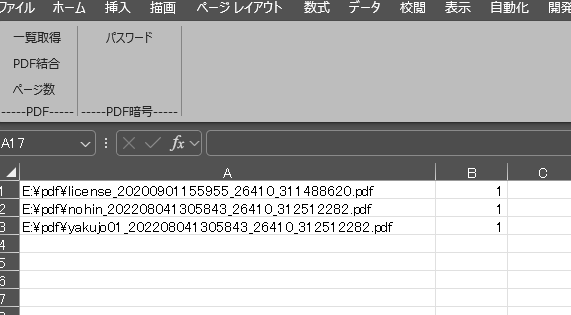 ファイル ホーム 挿入 描画 ページ レイアウト 数式 データ 校閲 表示 自動化 開発
一覧取得 パスワード
PDF結合
ページ数
-----PDF----- -----PDF暗号-----
A17 fx
A B C
1 E:¥pdf¥license_20200901155955_26410_311488620.pdf 1
2 E:¥pdf¥nohin_202208041305843_26410_312512282.pdf 1
3 E:¥pdf¥yakujo01_202208041305843_26410_312512282.pdf 1
4
5
6
7